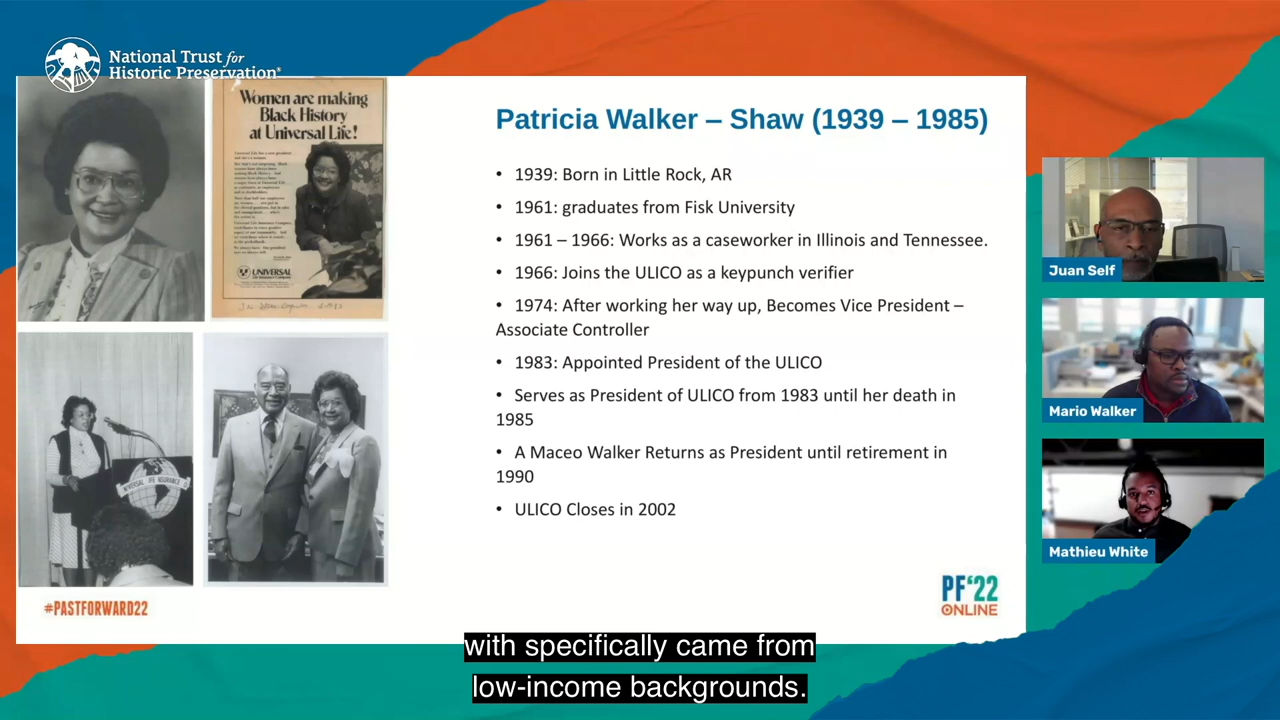 National Trust for
Historic Preservation®
Women are making
Black History
at Universal Life!
UNIVERSAL
Life Insurance Company
Patricia Walker – Shaw (1939 – 1985)
• 1939: Born in Little Rock, AR
• 1961: graduates from Fisk University
• 1961 – 1966: Works as a caseworker in Illinois and Tennessee.
• 1966: Joins the ULICO as a keypunch verifier
• 1974: After working her way up, Becomes Vice President –
Associate Controller
• 1983: Appointed President of the ULICO
• Serves as President of ULICO from 1983 until her death in
1985
• A Maceo Walker Returns as President until retirement in
1990
• ULICO Closes in 2002
Juan Self
Mario Walker
Mathieu White
#PASTFORWARD22
PF'22
ONLINE
with specifically came from
low-income backgrounds.